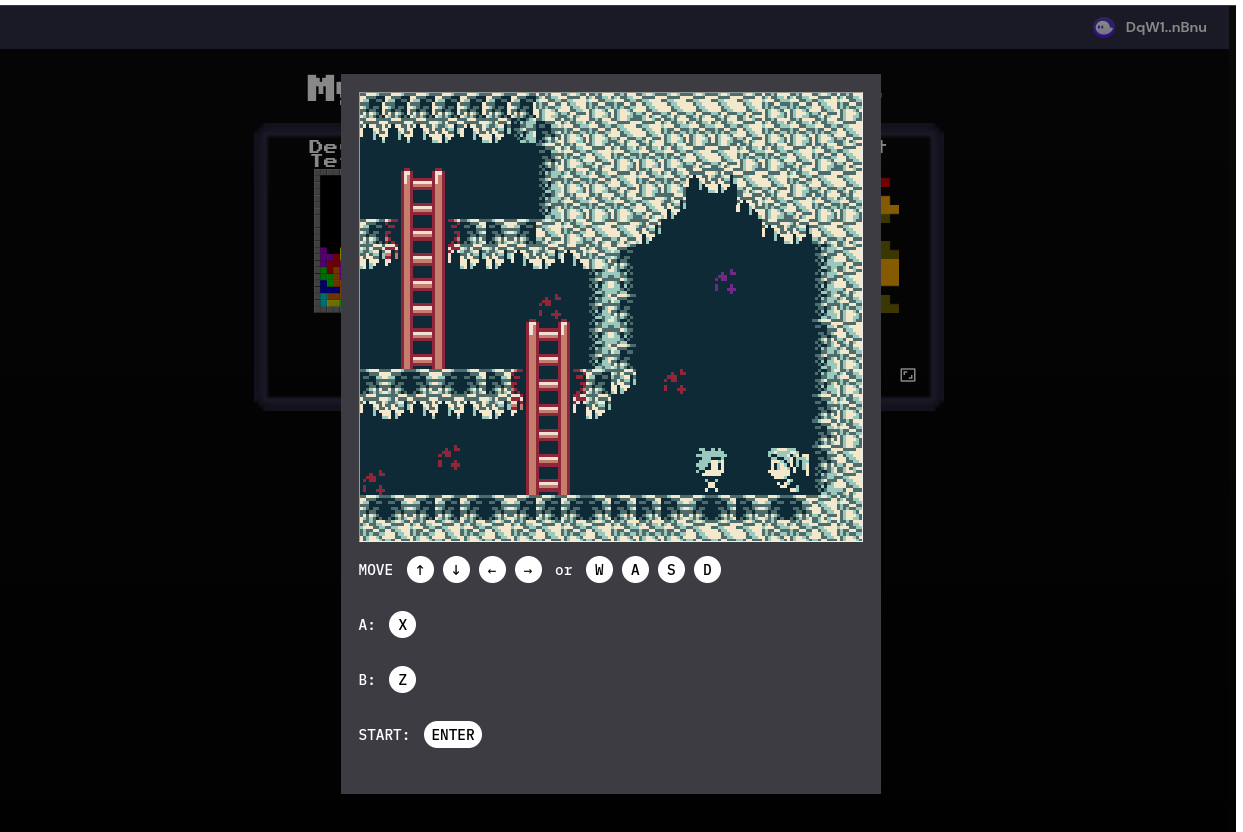 DqW1..nBnu
MOVE ↑ ↓ ← → or W A S D
A: X
B: Z
START: ENTER